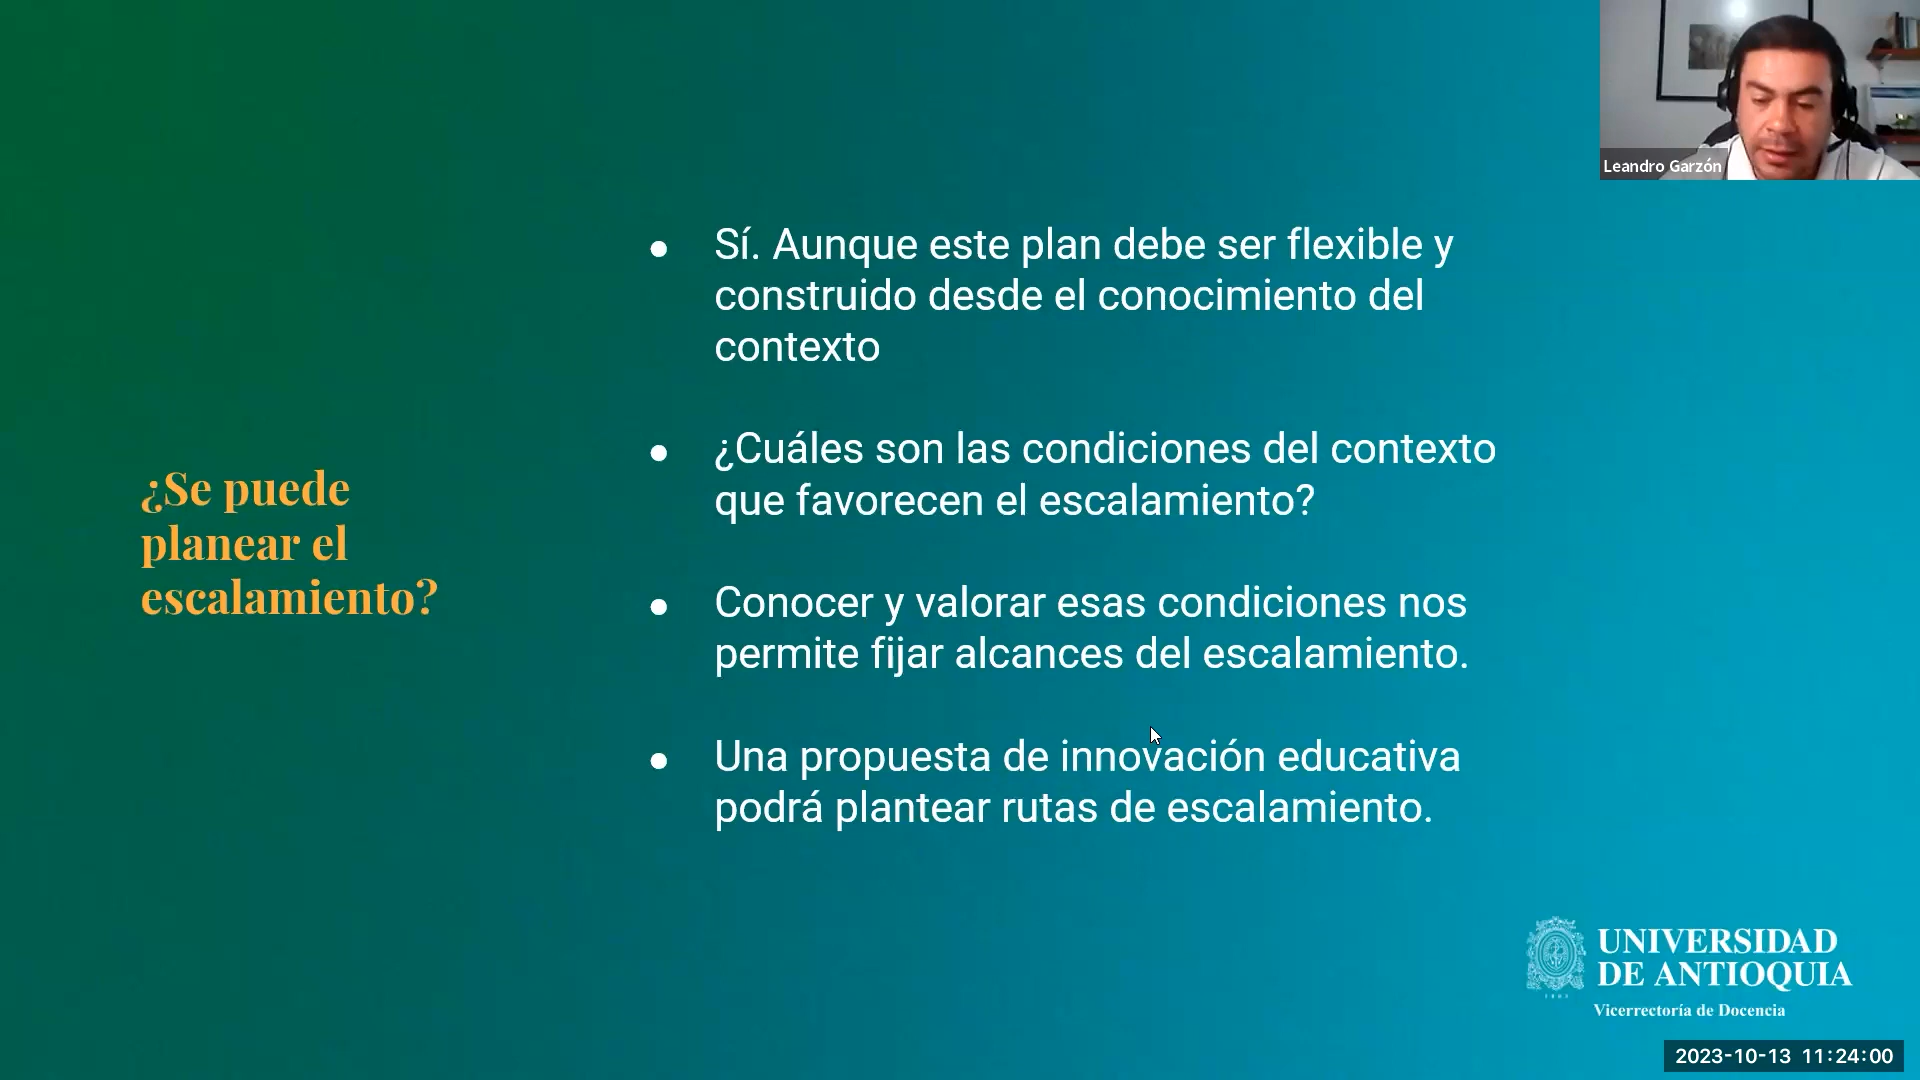 Leandro Garzón
¿Se puede
planear el
escalamiento?
● Sí. Aunque este plan debe ser flexible y
construido desde el conocimiento del
contexto
● ¿Cuáles son las condiciones del contexto
que favorecen el escalamiento?
● Conocer y valorar esas condiciones nos
permite fijar alcances del escalamiento.
● Una propuesta de innovación educativa
podrá plantear rutas de escalamiento.
UNIVERSIDAD
DE ANTIOQUIA
1803
Vicerrectoría de Docencia
2023-10-13 11:24:00